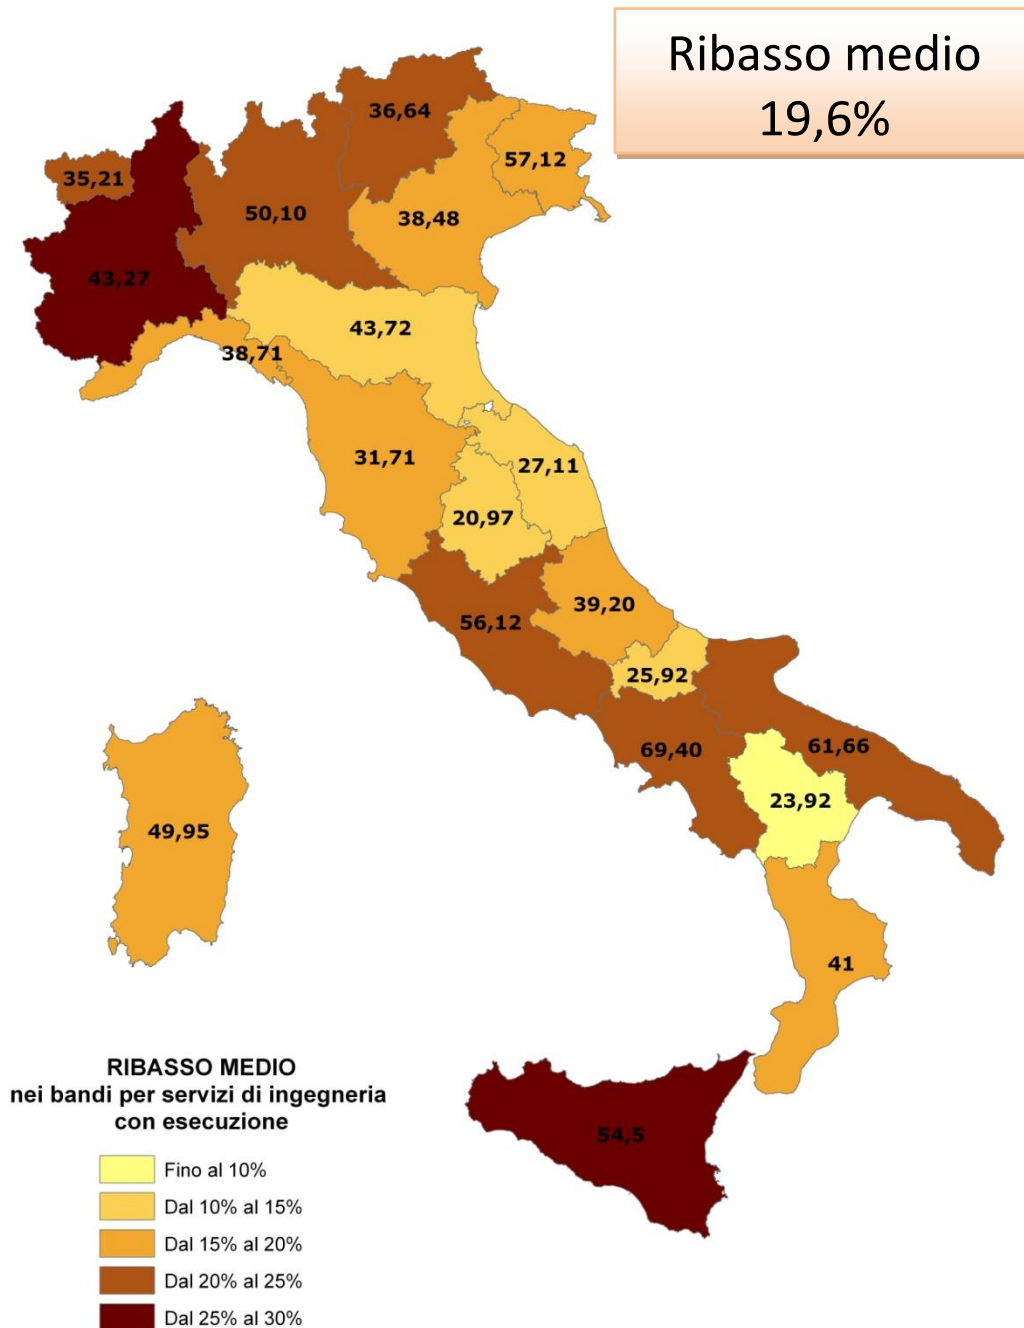 Ribasso medio
19,6%
36,64
57,12
35,21
50,10
38,48
43,27
43,72
38,71
31,71
27,11
20,97
39,20
56,12
25,92
69,40
61,66
23,92
49,95
41
54,5
RIBASSO MEDIO
nei bandi per servizi di ingegneria
con esecuzione
Fino al 10%
Dal 10% al 15%
Dal 15% al 20%
Dal 20% al 25%
Dal 25% al 30%